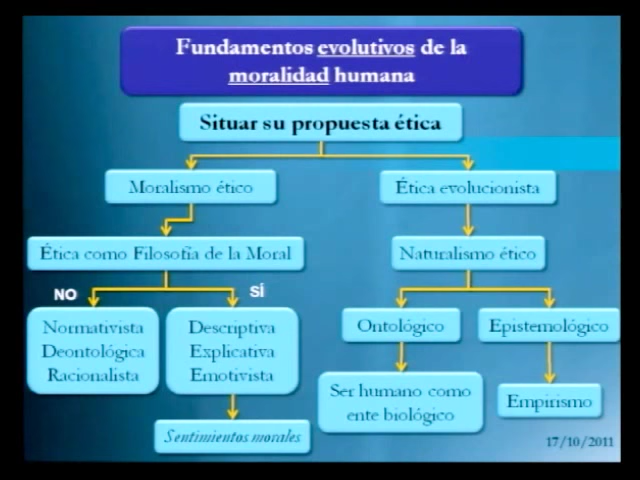 Fundamentos evolutivos de la
moralidad humana
Situar su propuesta ética
Moralismo ético
Ética evolucionista
Ética como Filosofía de la Moral
Naturalismo ético
NO
SÍ
Normativista
Deontológica
Racionalista
Descriptiva
Explicativa
Emotivista
Ontológico
Epistemológico
Ser humano como
ente biológico
Empirismo
Sentimientos morales
17/10/2011